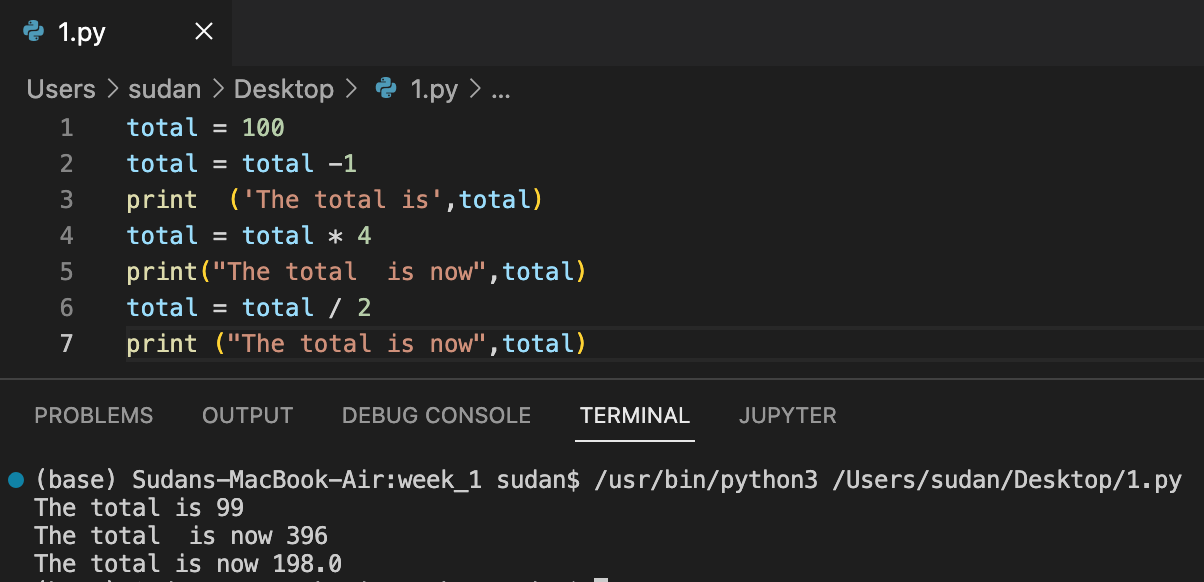 1.py ×
Users > sudan > Desktop > 1.py > ...
1 total = 100
2 total = total -1
3 print  ('The total is',total)
4 total = total * 4
5 print("The total  is now",total)
6 total = total / 2
7 print ("The total is now",total)
PROBLEMS OUTPUT DEBUG CONSOLE TERMINAL JUPYTER
(base) Sudans-MacBook-Air:week_1 sudan$ /usr/bin/python3 /Users/sudan/Desktop/1.py
The total is 99
The total  is now 396
The total is now 198.0